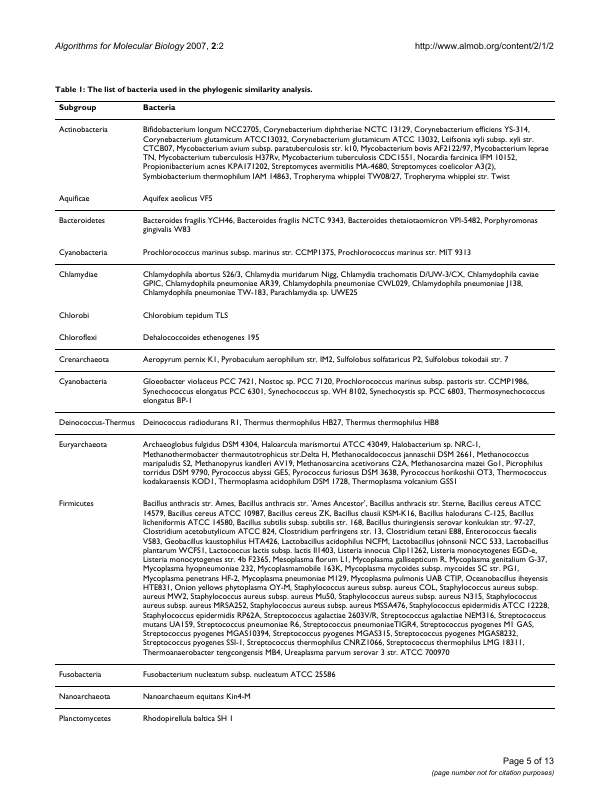 Algorithms for Molecular Biology 2007, 2:2
http://www.almob.org/content/2/1/2
Table 1: The list of bacteria used in the phylogenic similarity analysis.
Subgroup Bacteria
Actinobacteria Bifidobacterium longum NCC2705, Corynebacterium diphtheriae NCTC 13129, Corynebacterium efficiens YS-314,
Corynebacterium glutamicum ATCC13032, Corynebacterium glutamicum ATCC 13032, Leifsonia xyli subsp. xyli str.
CTCB07, Mycobacterium avium subsp. paratuberculosis str. k10, Mycobacterium bovis AF2122/97, Mycobacterium leprae
TN, Mycobacterium tuberculosis H37Rv, Mycobacterium tuberculosis CDC1551, Nocardia farcinica IFM 10152,
Propionibacterium acnes KPA171202, Streptomyces avermitilis MA-4680, Streptomyces coelicolor A3(2),
Symbiobacterium thermophilum IAM 14863, Tropheryma whipplei TW08/27, Tropheryma whipplei str. Twist
Aquificae Aquifex aeolicus VF5
Bacteroidetes Bacteroides fragilis YCH46, Bacteroides fragilis NCTC 9343, Bacteroides thetaiotaomicron VPI-5482, Porphyromonas
gingivalis W83
Cyanobacteria Prochlorococcus marinus subsp. marinus str. CCMP1375, Prochlorococcus marinus str. MIT 9313
Chlamydiae Chlamydophila abortus S26/3, Chlamydia muridarum Nigg, Chlamydia trachomatis D/UW-3/CX, Chlamydophila caviae
GPIC, Chlamydophila pneumoniae AR39, Chlamydophila pneumoniae CWL029, Chlamydophila pneumoniae J138,
Chlamydophila pneumoniae TW-183, Parachlamydia sp. UWE25
Chlorobi Chlorobium tepidum TLS
Chloroflexi Dehalococcoides ethenogenes 195
Crenarchaeota Aeropyrum pernix K1, Pyrobaculum aerophilum str. IM2, Sulfolobus solfataricus P2, Sulfolobus tokodaii str. 7
Cyanobacteria Gloeobacter violaceus PCC 7421, Nostoc sp. PCC 7120, Prochlorococcus marinus subsp. pastoris str. CCMP1986,
Synechococcus elongatus PCC 6301, Synechococcus sp. WH 8102, Synechocystis sp. PCC 6803, Thermosynechococcus
elongatus BP-1
Deinococcus-Thermus Deinococcus radiodurans R1, Thermus thermophilus HB27, Thermus thermophilus HB8
Euryarchaeota Archaeoglobus fulgidus DSM 4304, Haloarcula marismortui ATCC 43049, Halobacterium sp. NRC-1,
Methanothermobacter thermautotrophicus str.Delta H, Methanocaldococcus jannaschii DSM 2661, Methanococcus
maripaludis S2, Methanopyrus kandleri AV19, Methanosarcina acetivorans C2A, Methanosarcina mazei Go1, Picrophilus
torridus DSM 9790, Pyrococcus abyssi GE5, Pyrococcus furiosus DSM 3638, Pyrococcus horikoshii OT3, Thermococcus
kodakaraensis KOD1, Thermoplasma acidophilum DSM 1728, Thermoplasma volcanium GSS1
Firmicutes Bacillus anthracis str. Ames, Bacillus anthracis str. 'Ames Ancestor', Bacillus anthracis str. Sterne, Bacillus cereus ATCC
14579, Bacillus cereus ATCC 10987, Bacillus cereus ZK, Bacillus clausii KSM-K16, Bacillus halodurans C-125, Bacillus
licheniformis ATCC 14580, Bacillus subtilis subsp. subtilis str. 168, Bacillus thuringiensis serovar konkukian str. 97-27,
Clostridium acetobutylicum ATCC 824, Clostridium perfringens str. 13, Clostridium tetani E88, Enterococcus faecalis
V583, Geobacillus kaustophilus HTA426, Lactobacillus acidophilus NCFM, Lactobacillus johnsonii NCC 533, Lactobacillus
plantarum WCFS1, Lactococcus lactis subsp. lactis Il1403, Listeria innocua Clip11262, Listeria monocytogenes EGD-e,
Listeria monocytogenes str. 4b F2365, Mesoplasma florum L1, Mycoplasma gallisepticum R, Mycoplasma genitalium G-37,
Mycoplasma hyopneumoniae 232, Mycoplasmamobile 163K, Mycoplasma mycoides subsp. mycoides SC str. PG1,
Mycoplasma penetrans HF-2, Mycoplasma pneumoniae M129, Mycoplasma pulmonis UAB CTIP, Oceanobacillus iheyensis
HTE831, Onion yellows phytoplasma OY-M, Staphylococcus aureus subsp. aureus COL, Staphylococcus aureus subsp.
aureus MW2, Staphylococcus aureus subsp. aureus Mu50, Staphylococcus aureus subsp. aureus N315, Staphylococcus
aureus subsp. aureus MRSA252, Staphylococcus aureus subsp. aureus MSSA476, Staphylococcus epidermidis ATCC 12228,
Staphylococcus epidermidis RP62A, Streptococcus agalactiae 2603V/R, Streptococcus agalactiae NEM316, Streptococcus
mutans UA159, Streptococcus pneumoniae R6, Streptococcus pneumoniaeTIGR4, Streptococcus pyogenes M1 GAS,
Streptococcus pyogenes MGAS10394, Streptococcus pyogenes MGAS315, Streptococcus pyogenes MGAS8232,
Streptococcus pyogenes SSI-1, Streptococcus thermophilus CNRZ1066, Streptococcus thermophilus LMG 18311,
Thermoanaerobacter tengcongensis MB4, Ureaplasma parvum serovar 3 str. ATCC 700970
Fusobacteria Fusobacterium nucleatum subsp. nucleatum ATCC 25586
Nanoarchaeota Nanoarchaeum equitans Kin4-M
Planctomycetes Rhodopirellula baltica SH 1
Page 5 of 13
(page number not for citation purposes)